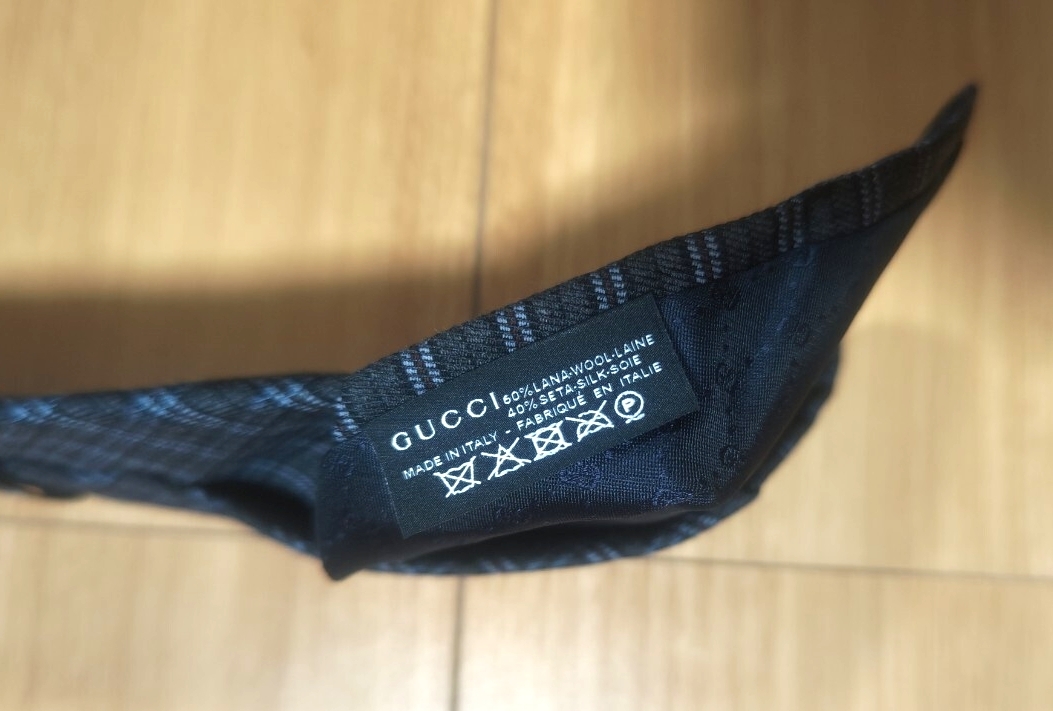 GUCCI
60% LANA-WOOL-LAINE
40% SETA-SILK-SOIE
MADE IN ITALY - FABRIQUÉ EN ITALIE
P